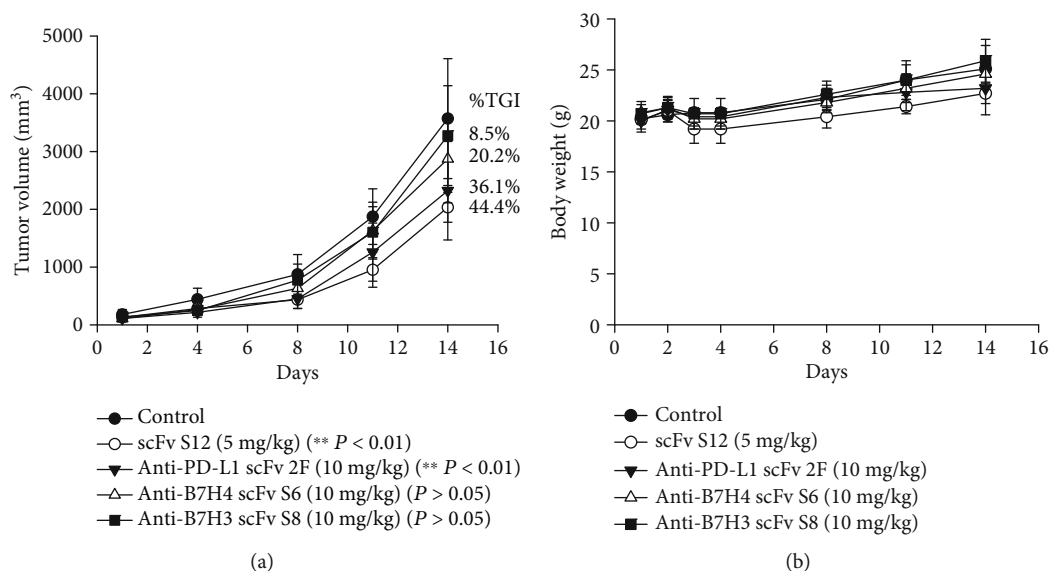 5000
4000
3000
2000
1000
0
Tumor volume (mm³)
0 2 4 6 8 10 12 14 16
Days
%TGI
8.5%
20.2%
36.1%
44.4%
Control
scFv S12 (5 mg/kg) (** P < 0.01)
Anti-PD-L1 scFv 2F (10 mg/kg) (** P < 0.01)
Anti-B7H4 scFv S6 (10 mg/kg) (P > 0.05)
Anti-B7H3 scFv S8 (10 mg/kg) (P > 0.05)
(a)
30
25
20
15
10
5
0
Body weight (g)
0 2 4 6 8 10 12 14 16
Days
Control
scFv S12 (5 mg/kg)
Anti-PD-L1 scFv 2F (10 mg/kg)
Anti-B7H4 scFv S6 (10 mg/kg)
Anti-B7H3 scFv S8 (10 mg/kg)
(b)